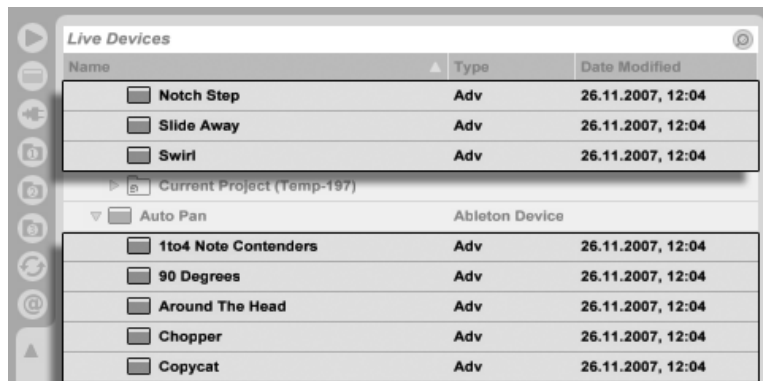 Live Devices
Name Type Date Modified
Notch Step Adv 26.11.2007, 12:04
Slide Away Adv 26.11.2007, 12:04
Swirl Adv 26.11.2007, 12:04
Current Project (Temp-197)
Auto Pan Ableton Device
1to4 Note Contenders Adv 26.11.2007, 12:04
90 Degrees Adv 26.11.2007, 12:04
Around The Head Adv 26.11.2007, 12:04
Chopper Adv 26.11.2007, 12:04
Copycat Adv 26.11.2007, 12:04
1
2
3
@